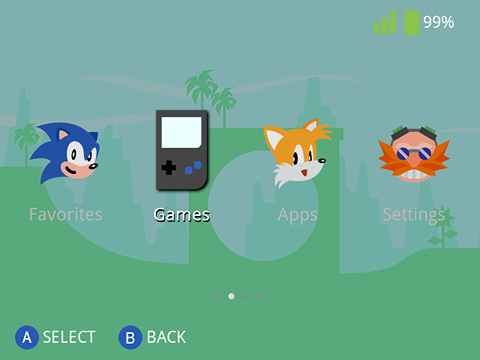 99%
Favorites
Games
Apps
Settings
A SELECT
B BACK